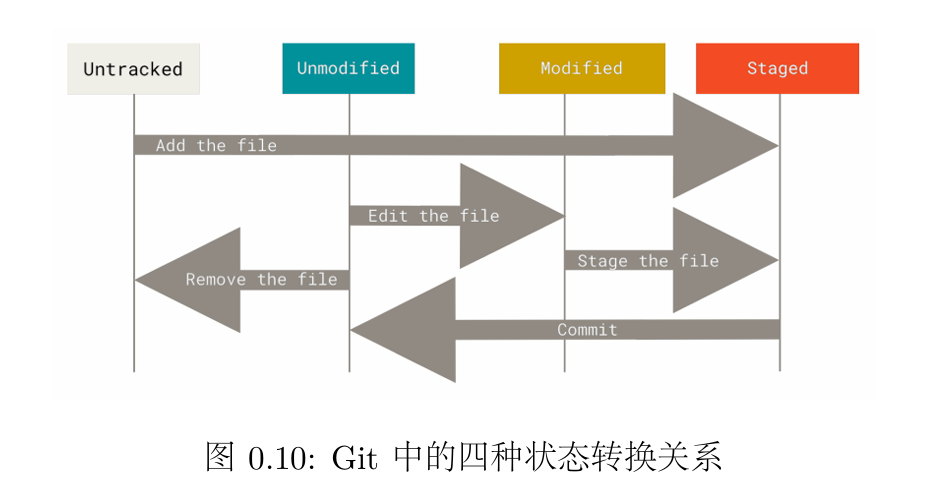 Untracked
Unmodified
Modified
Staged
Add the file
Edit the file
Stage the file
Remove the file
Commit
图 0.10: Git 中的四种状态转换关系